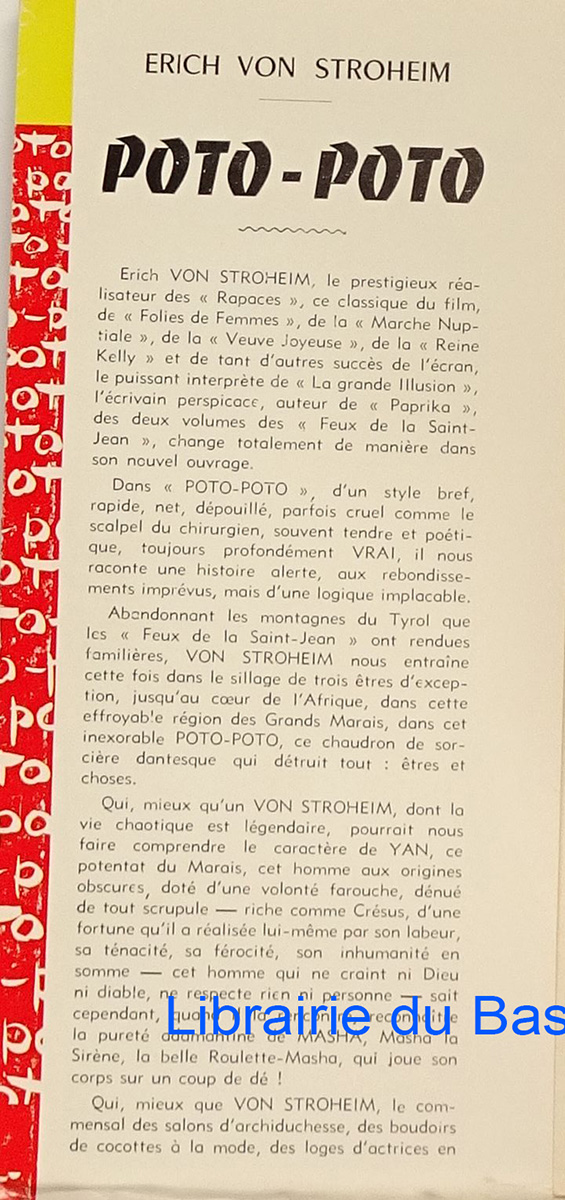 ERICH VON STROHEIM
POTO-POTO
Erich VON STROHEIM, le prestigieux réa-
lisateur des « Rapaces », ce classique du film,
de « Folies de Femmes », de la « Marche Nup-
tiale », de la « Veuve Joyeuse », de la « Reine
Kelly » et de tant d'autres succès de l'écran,
le puissant interprète de « La grande Illusion »,
l'écrivain perspicace, auteur de « Paprika »,
des deux volumes des « Feux de la Saint-
Jean », change totalement de manière dans
son nouvel ouvrage.
Dans « POTO-POTO », d'un style bref,
rapide, net, dépouillé, parfois cruel comme le
scalpel du chirurgien, souvent tendre et poéti-
que, toujours profondément VRAI, il nous
raconte une histoire alerte, aux rebondisse-
ments imprévus, mais d'une logique implacable.
Abandonnant les montagnes du Tyrol que
les « Feux de la Saint-Jean » ont rendues
familières, VON STROHEIM nous entraîne
cette fois dans le sillage de trois êtres d'excep-
tion, jusqu'au cœur de l'Afrique, dans cette
effroyable région des Grands Marais, dans cet
inexorable POTO-POTO, ce chaudron de sor-
cière dantesque qui détruit tout : êtres et
choses.
Qui, mieux qu'un VON STROHEIM, dont la
vie chaotique est légendaire, pourrait nous
faire comprendre le caractère de YAN, ce
potentat du Marais, cet homme aux origines
obscures, doté d'une volonté farouche, dénué
de tout scrupule — riche comme Crésus, d'une
fortune qu'il a réalisée lui-même par son labeur,
sa ténacité, sa férocité, son inhumanité en
somme — cet homme qui ne craint ni Dieu
ni diable, ne respecte rien ni personne — sait
cependant, quand il la rencontre, reconnaître
la pureté adamantine de MASHA, Masha la
Sirène, la belle Roulette-Masha, qui joue son
corps sur un coup de dé !
Qui, mieux que VON STROHEIM, le com-
mensal des salons d'archiduchesse, des boudoirs
de cocottes à la mode, des loges d'actrices en
Librairie du Bas